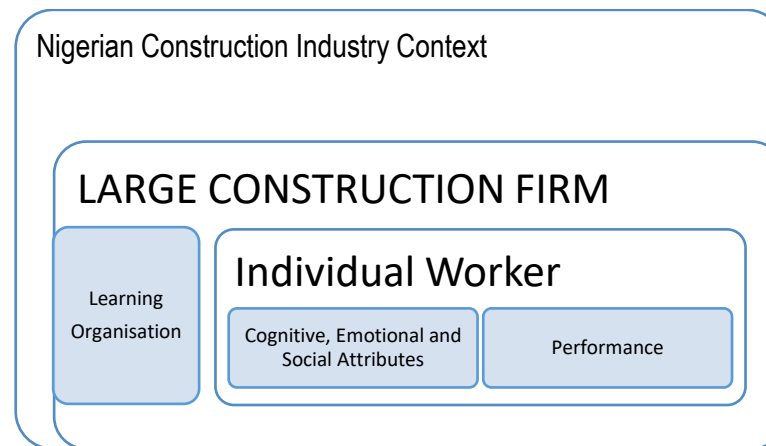 Nigerian Construction Industry Context
LARGE CONSTRUCTION FIRM
Learning
Organisation
Individual Worker
Cognitive, Emotional and
Social Attributes
Performance